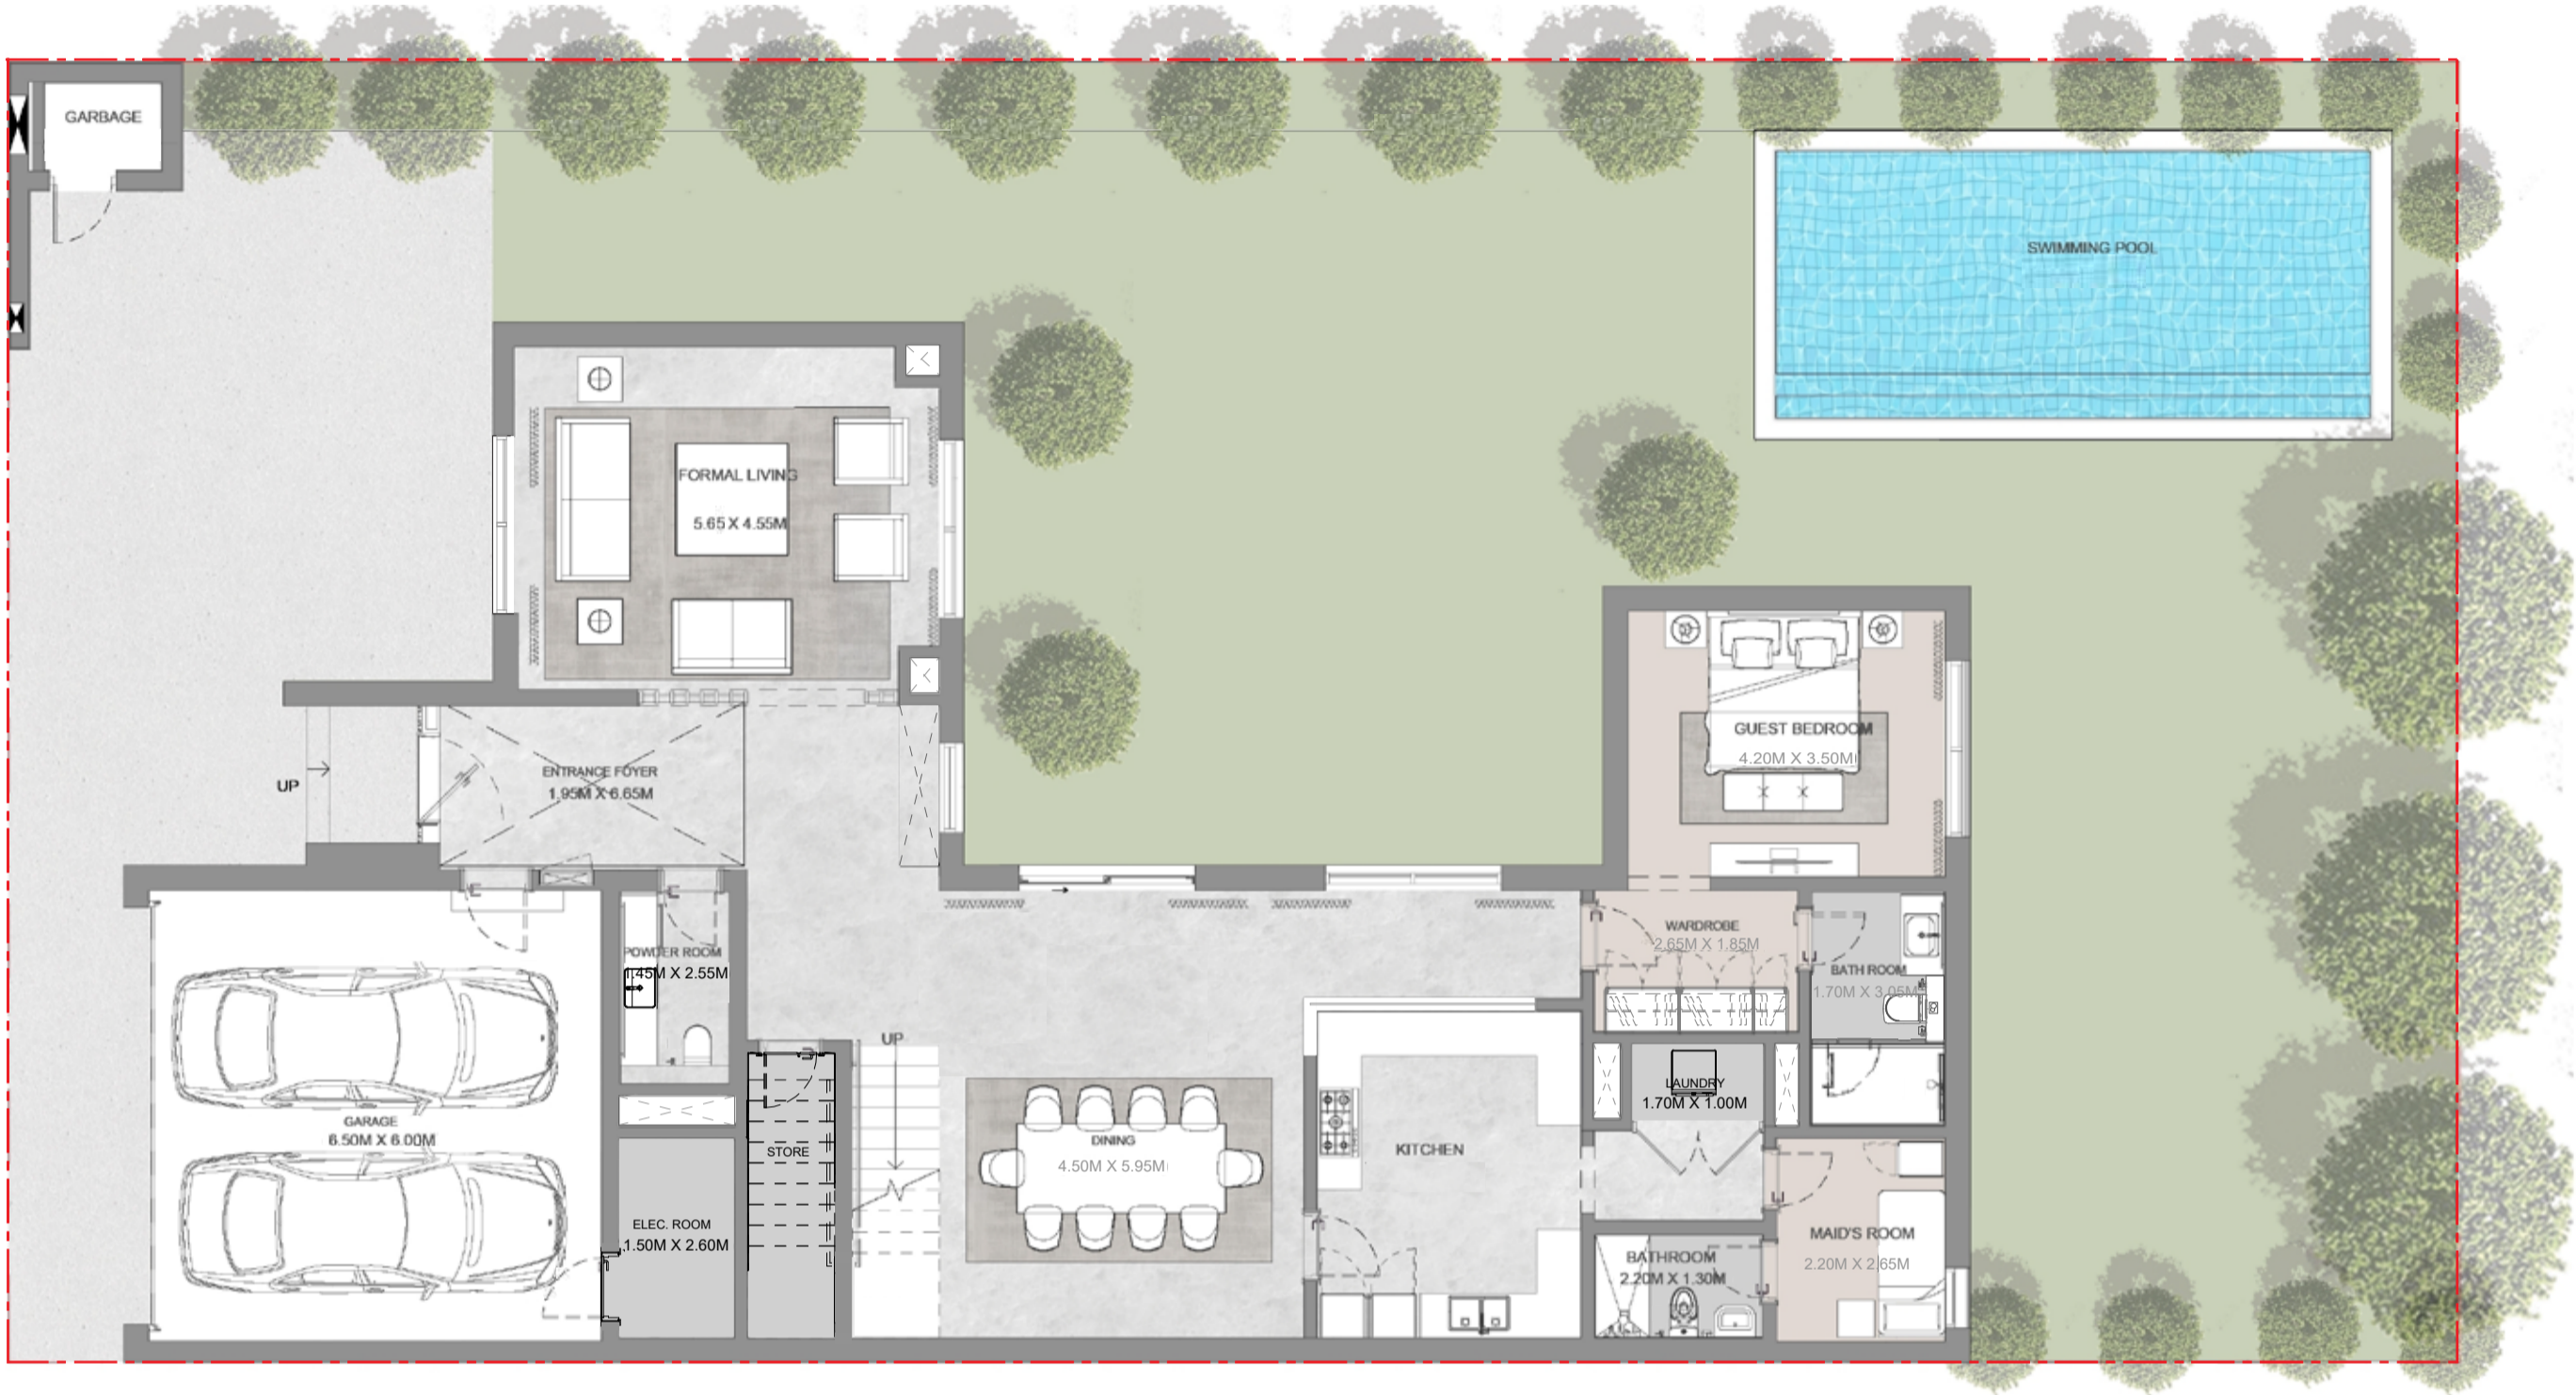 GARBAGE
SWIMMING POOL
FORMAL LIVING
5.65 X 4.55M
GUEST BEDROOM
4.20M X 3.50M
UP
ENTRANCE FOYER
1.95M X 6.65M
WARDROBE
2.65M X 1.85M
POWDER ROOM
1.45M X 2.55M
BATH ROOM
1.70M X 3.05M
UP
LAUNDRY
1.70M X 1.00M
GARAGE
6.50M X 6.00M
STORE
DINING
4.50M X 5.95M
KITCHEN
ELEC. ROOM
1.50M X 2.60M
BATHROOM
2.20M X 1.30M
MAID'S ROOM
2.20M X 2.65M